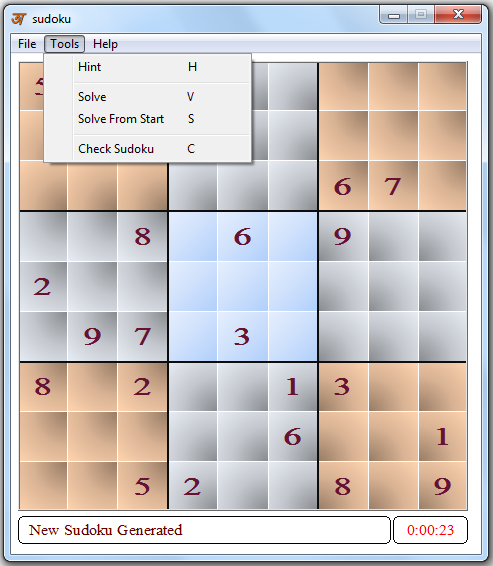 अ sudoku
File Tools Help
Hint H
Solve V
Solve From Start S
Check Sudoku C
5
6 7
8 6 9
2
9 7 3
8 2 1 3
6 1
5 2 8 9
New Sudoku Generated 0:00:23